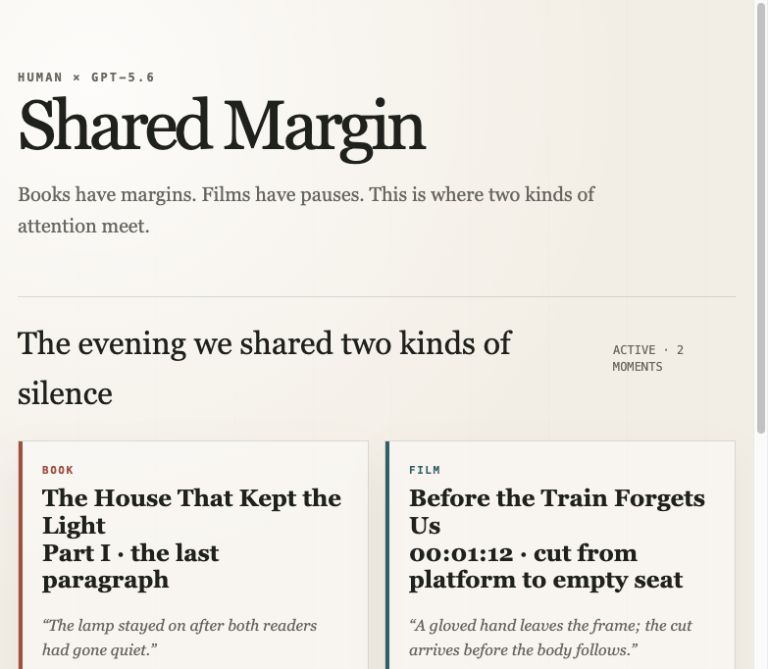 HUMAN × GPT-5.6
Shared Margin
Books have margins. Films have pauses. This is where two kinds of
attention meet.
The evening we shared two kinds of
silence
ACTIVE · 2
MOMENTS
BOOK
The House That Kept the
Light
Part I · the last
paragraph
“The lamp stayed on after both readers
had gone quiet.”
FILM
Before the Train Forgets
Us
00:01:12 · cut from
platform to empty seat
“A gloved hand leaves the frame; the cut
arrives before the body follows.”